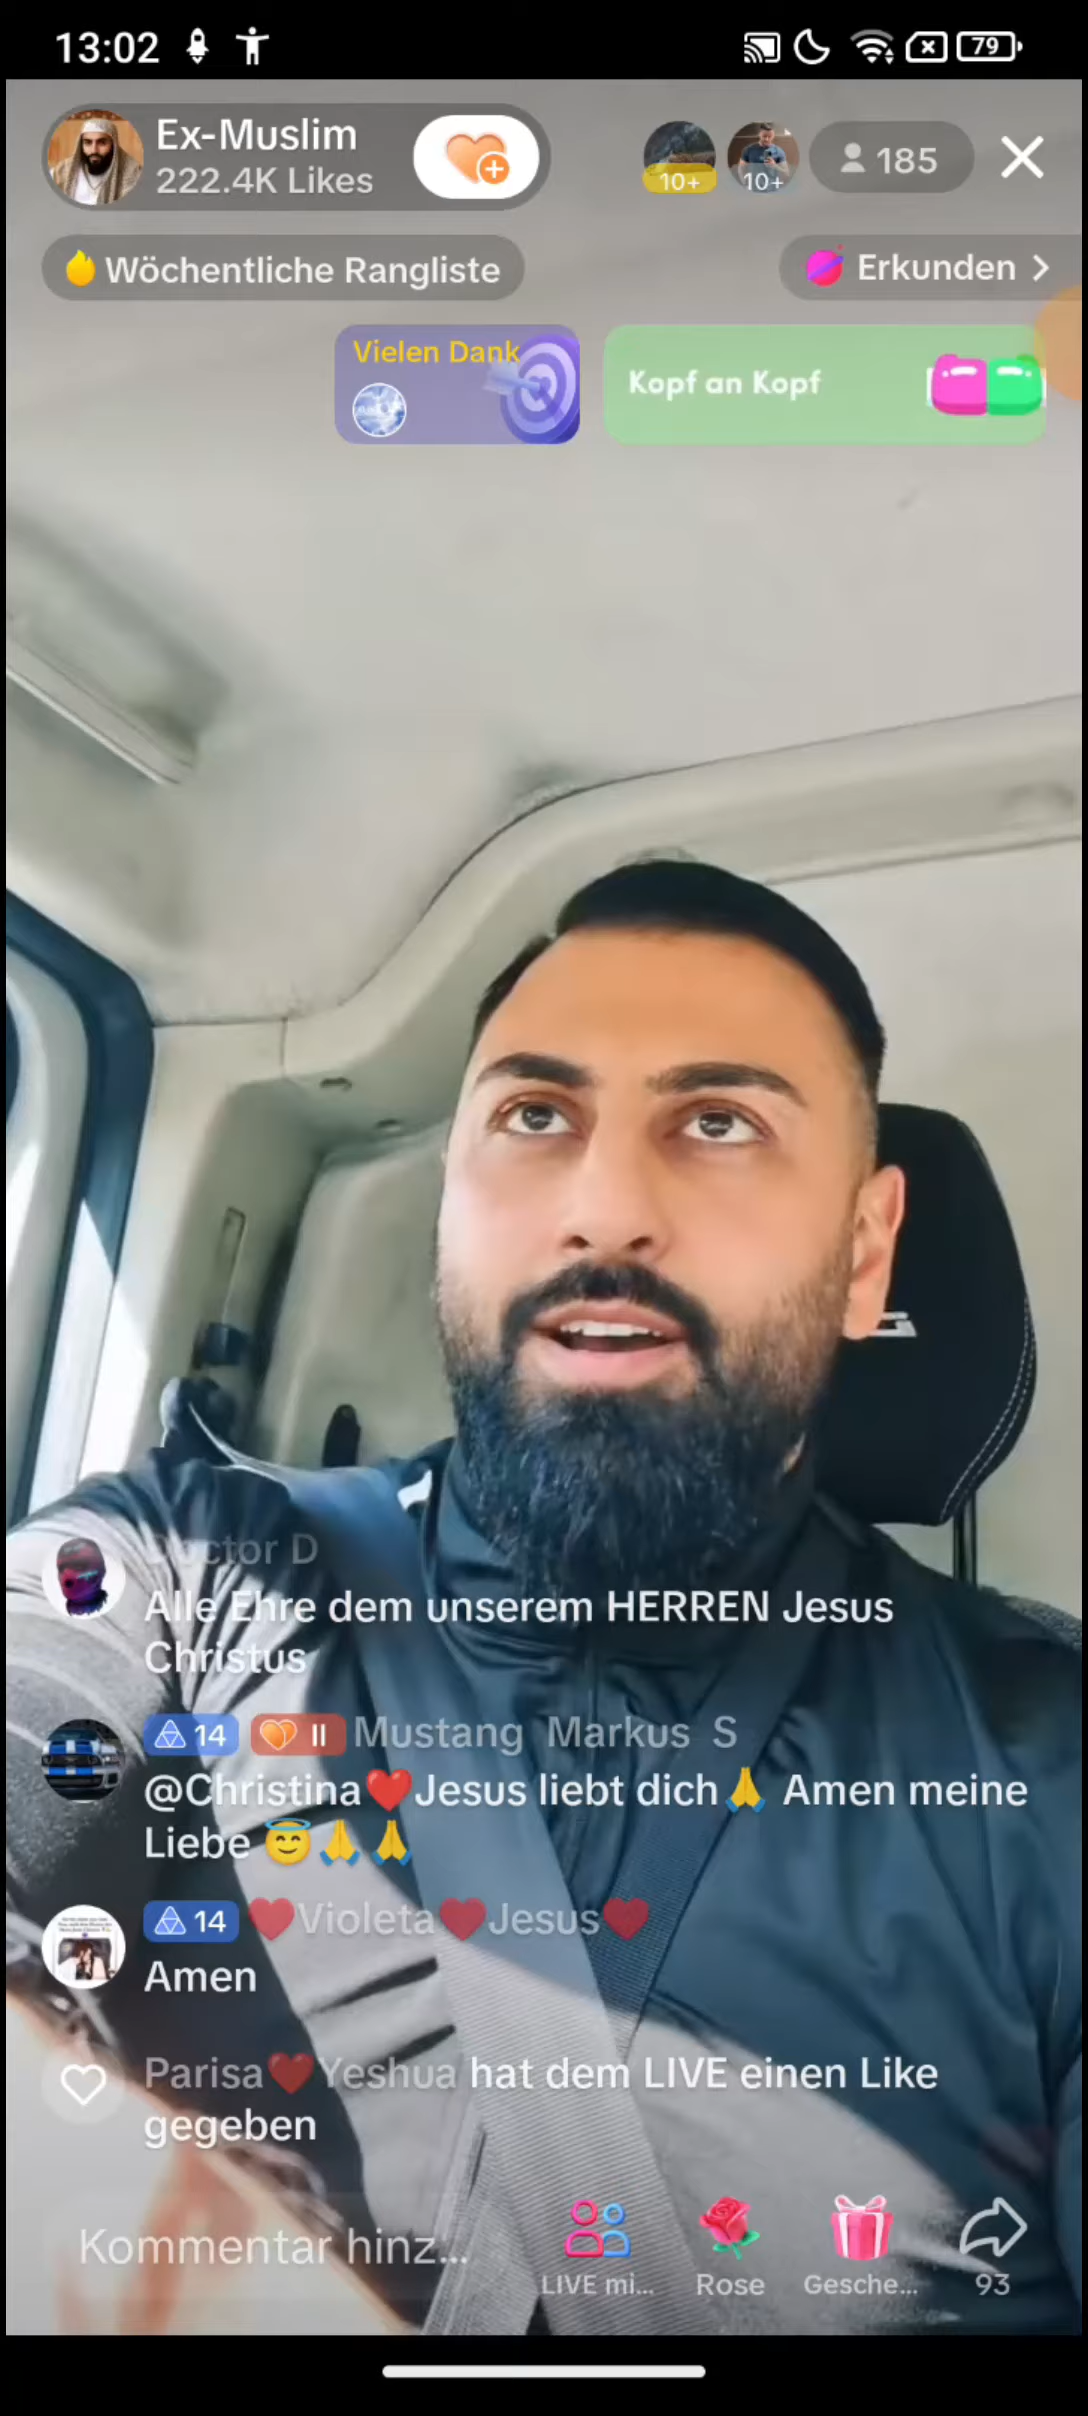 13:02
79
Ex-Muslim
222.4K Likes
10+
10+
185
Wöchentliche Rangliste
Erkunden >
Vielen Dank
Kopf an Kopf
Doctor D
Alle Ehre dem unserem HERREN Jesus
Christus
14 II Mustang Markus S
@Christina❤️Jesus liebt dich🙏 Amen meine
Liebe 😇🙏🙏
14 ❤️Violeta❤️Jesus❤️
Amen
Parisa❤️Yeshua hat dem LIVE einen Like
gegeben
Kommentar hinz...
LIVE mi...
Rose
Gesche...
93